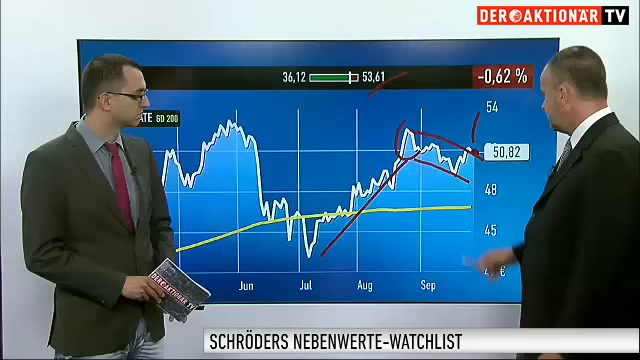 DER AKTIONÄR TV
36,12 53,61 -0,62 %
GD 200
54
50,82
48
45
€
Jun Jul Aug Sep
DER AKTIONÄR TV
SCHRÖDERS NEBENWERTE-WATCHLIST